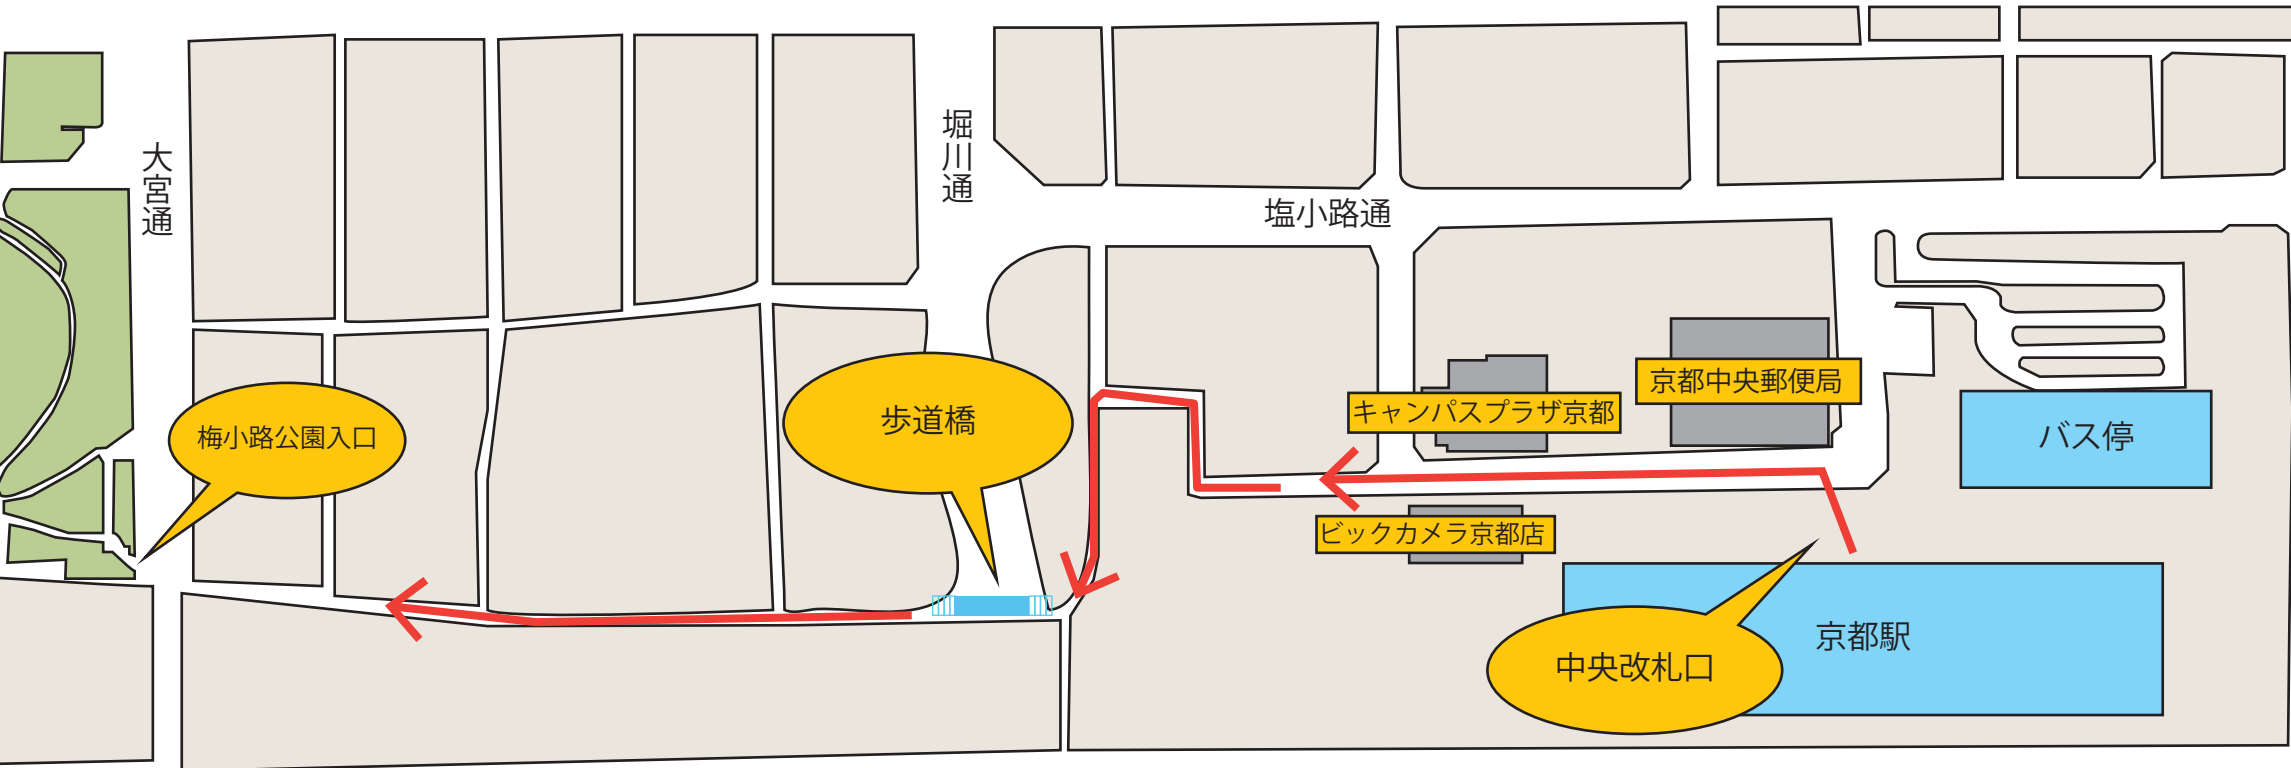 大宮通
堀川通
塩小路通
梅小路公園入口
歩道橋
キャンパスプラザ京都
京都中央郵便局
バス停
ビックカメラ京都店
中央改札口
京都駅